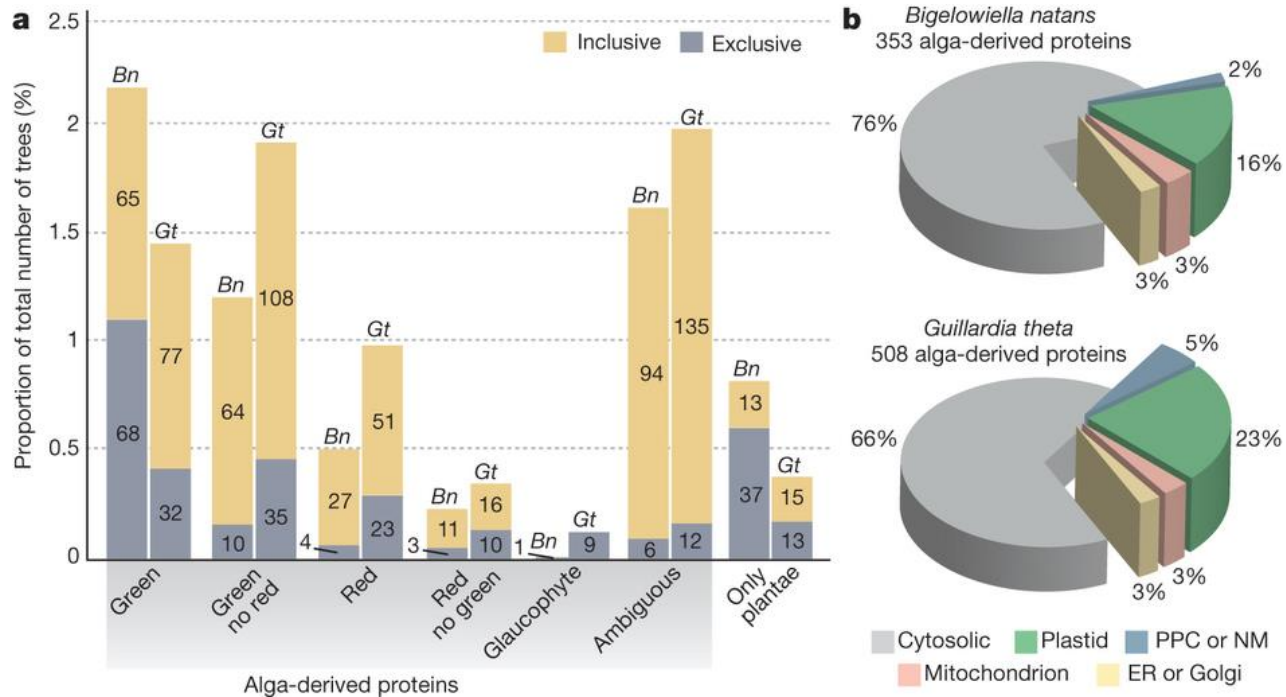 a
Proportion of total number of trees (%)
2.5
2
1.5
1
0.5
0
Inclusive Exclusive
Bn
65
68
Gt
77
32
Bn
64
10
Gt
108
35
Bn
27
4
Gt
51
23
Bn
11
3
Gt
16
10
Bn
1
Gt
9
Bn
94
6
Gt
135
12
Bn
13
37
Gt
15
13
Green
Green
no red
Red
Red
no green
Glaucophyte
Ambiguous
Only
plantae
Alga-derived proteins
b
Bigelowiella natans
353 alga-derived proteins
2%
76%
16%
3%
3%
Guillardia theta
508 alga-derived proteins
5%
66%
23%
3%
3%
Cytosolic Plastid PPC or NM
Mitochondrion ER or Golgi